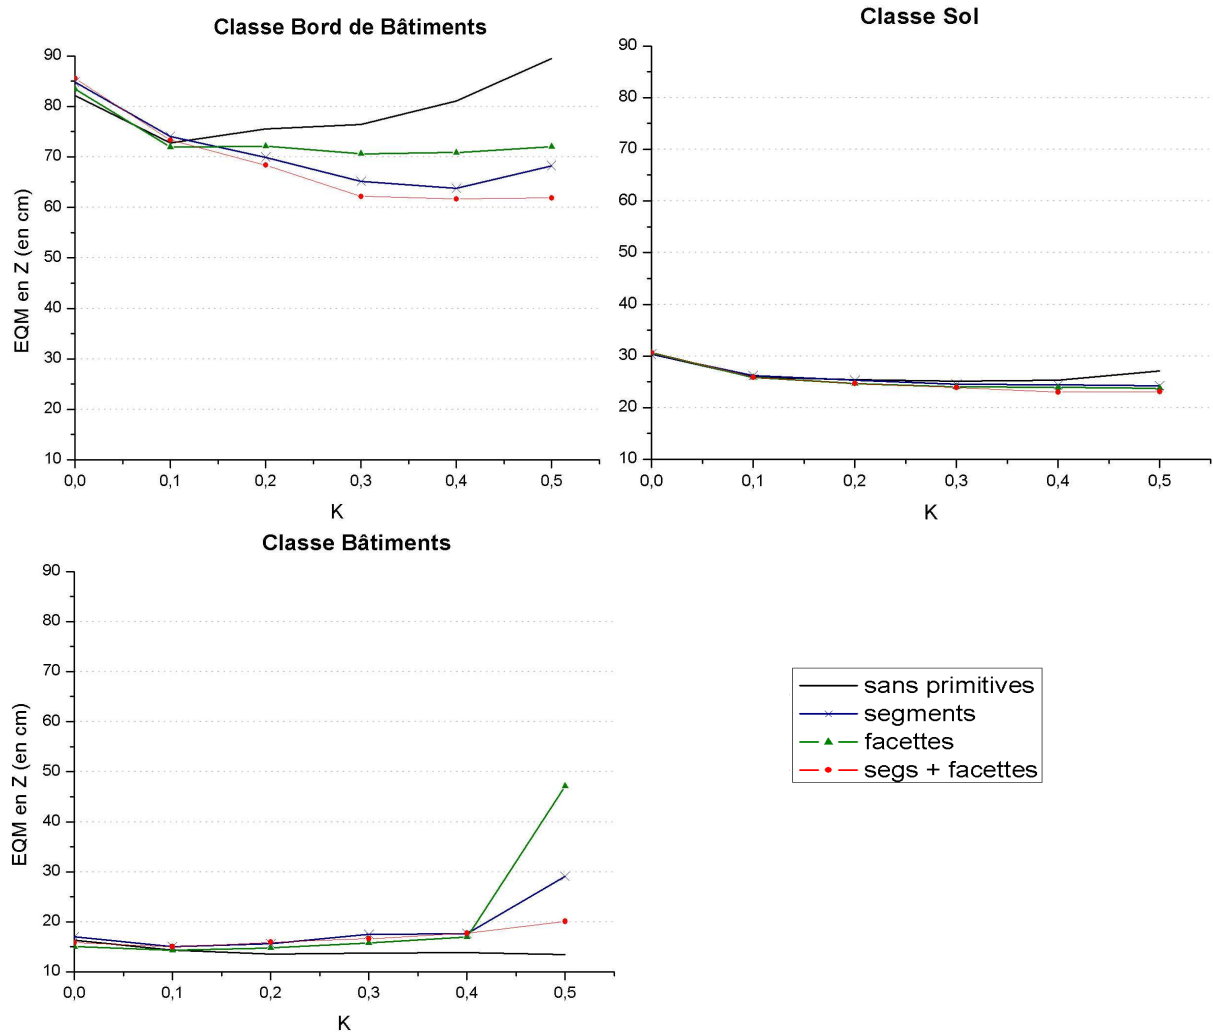 Classe Bord de Bâtiments
90
80
70
60
50
40
30
20
10
EQM en Z (en cm)
0,0 0,1 0,2 0,3 0,4 0,5
K
Classe Sol
90
80
70
60
50
40
30
20
10
0,0 0,1 0,2 0,3 0,4 0,5
K
Classe Bâtiments
90
80
70
60
50
40
30
20
10
EQM en Z (en cm)
0,0 0,1 0,2 0,3 0,4 0,5
K
sans primitives
segments
facettes
segs + facettes